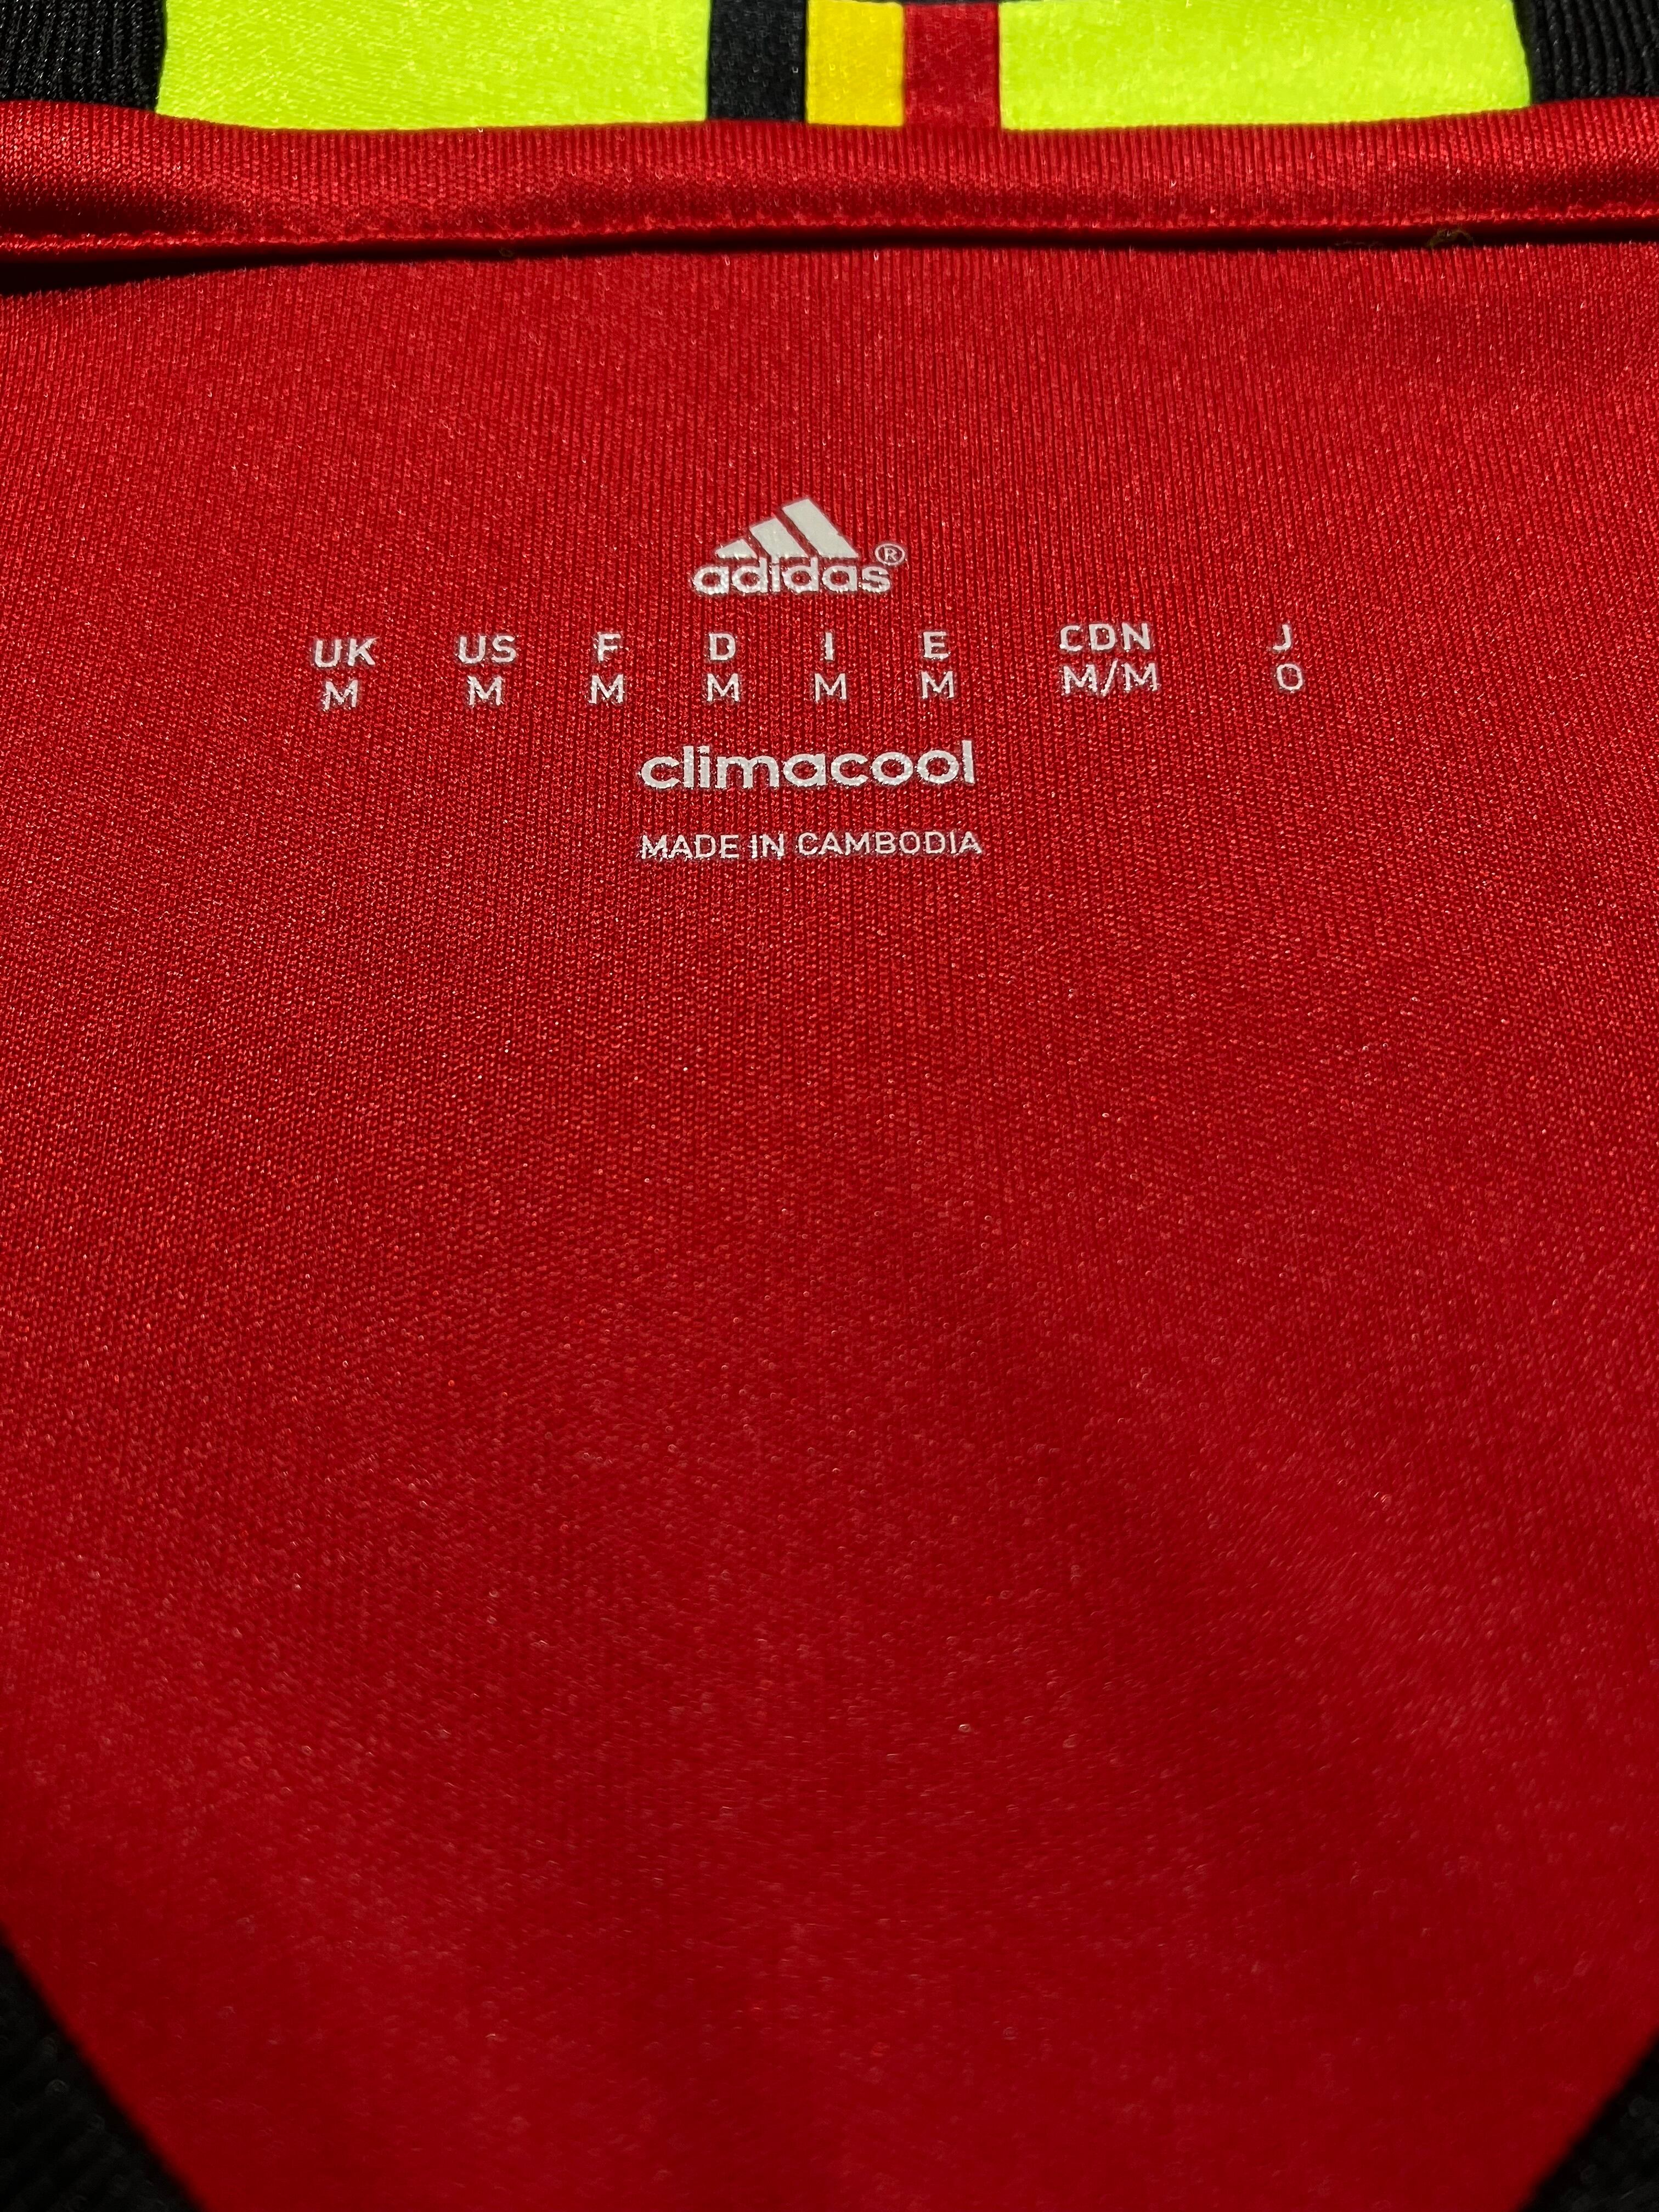 adidas®
UK US F D I E CDN J
M M M M M M M/M O
climacool
MADE IN CAMBODIA